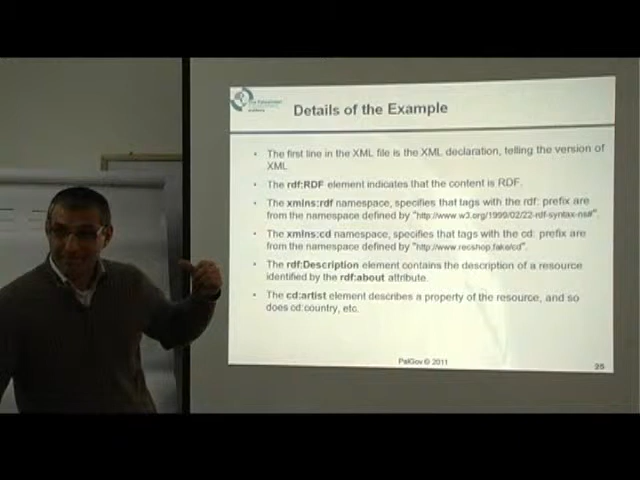 Details of the Example
• The first line in the XML file is the XML declaration, telling the version of
XML
• The rdf:RDF element indicates that the content is RDF.
• The xmlns:rdf namespace, specifies that tags with the rdf: prefix are
from the namespace defined by "http://www.w3.org/1999/02/22-rdf-syntax-ns#".
• The xmlns:cd namespace, specifies that tags with the cd: prefix are
from the namespace defined by "http://www.recshop.fake/cd".
• The rdf:Description element contains the description of a resource
identified by the rdf:about attribute.
• The cd:artist element describes a property of the resource, and so
does cd:country, etc.
PalGov © 2011
25